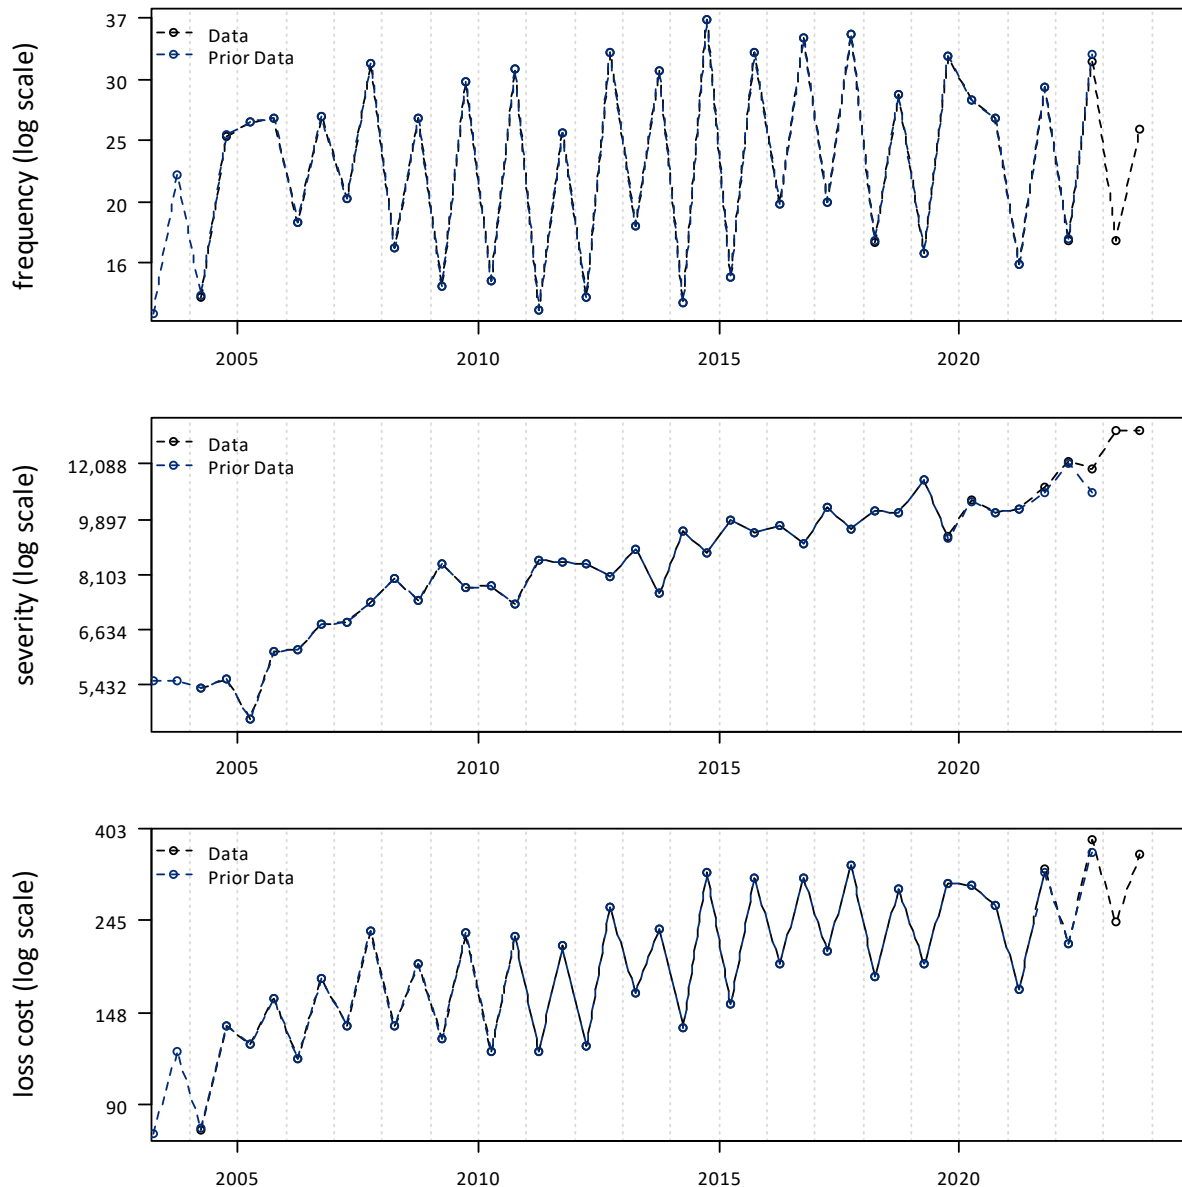 frequency (log scale)
37
30
25
20
16
Data
Prior Data
2005 2010 2015 2020
severity (log scale)
12,088
9,897
8,103
6,634
5,432
Data
Prior Data
2005 2010 2015 2020
loss cost (log scale)
403
245
148
90
Data
Prior Data
2005 2010 2015 2020